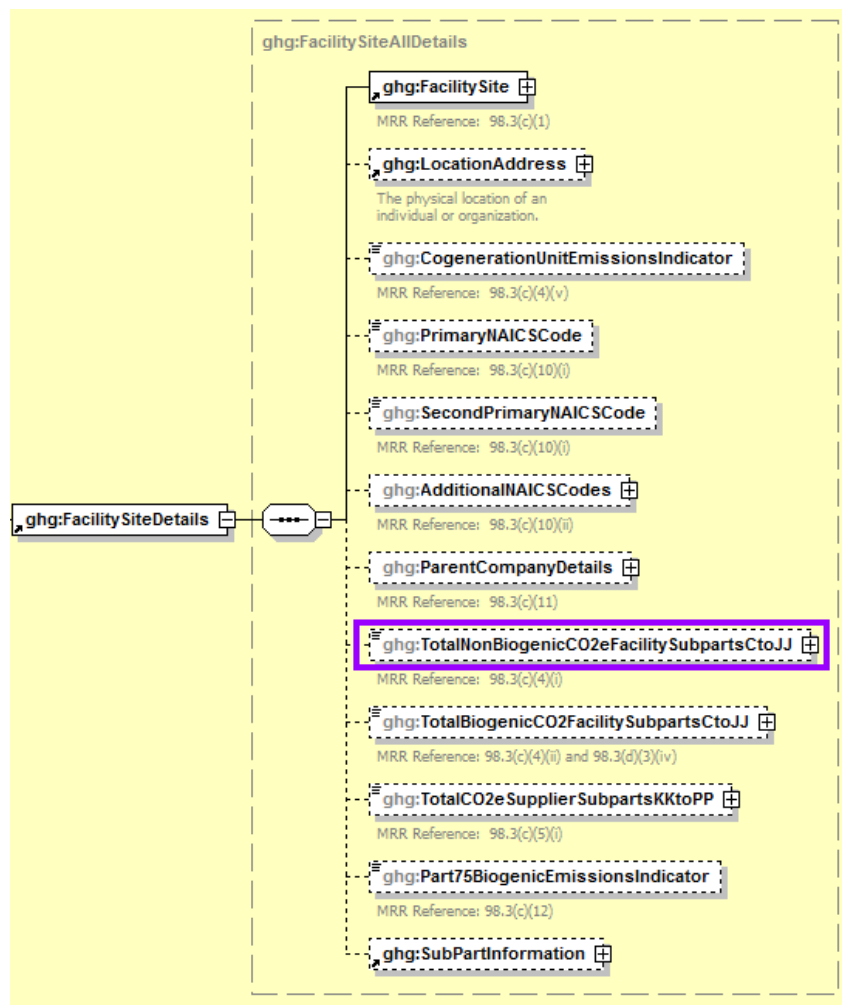 ghg:FacilitySiteAllDetails
ghg:FacilitySite
MRR Reference: 98.3(c)(1)
ghg:LocationAddress
The physical location of an
individual or organization.
ghg:CogenerationUnitEmissionsIndicator
MRR Reference: 98.3(c)(4)(v)
ghg:PrimaryNAICSCode
MRR Reference: 98.3(c)(10)(i)
ghg:SecondPrimaryNAICSCode
MRR Reference: 98.3(c)(10)(i)
ghg:AdditionalNAICSCodes
MRR Reference: 98.3(c)(10)(ii)
ghg:FacilitySiteDetails
ghg:ParentCompanyDetails
MRR Reference: 98.3(c)(11)
ghg:TotalNonBiogenicCO2eFacilitySubpartsCtoJJ
MRR Reference: 98.3(c)(4)(i)
ghg:TotalBiogenicCO2FacilitySubpartsCtoJJ
MRR Reference: 98.3(c)(4)(ii) and 98.3(d)(3)(iv)
ghg:TotalCO2eSupplierSubpartsKKtoPP
MRR Reference: 98.3(c)(5)(i)
ghg:Part75BiogenicEmissionsIndicator
MRR Reference: 98.3(c)(12)
ghg:SubPartInformation